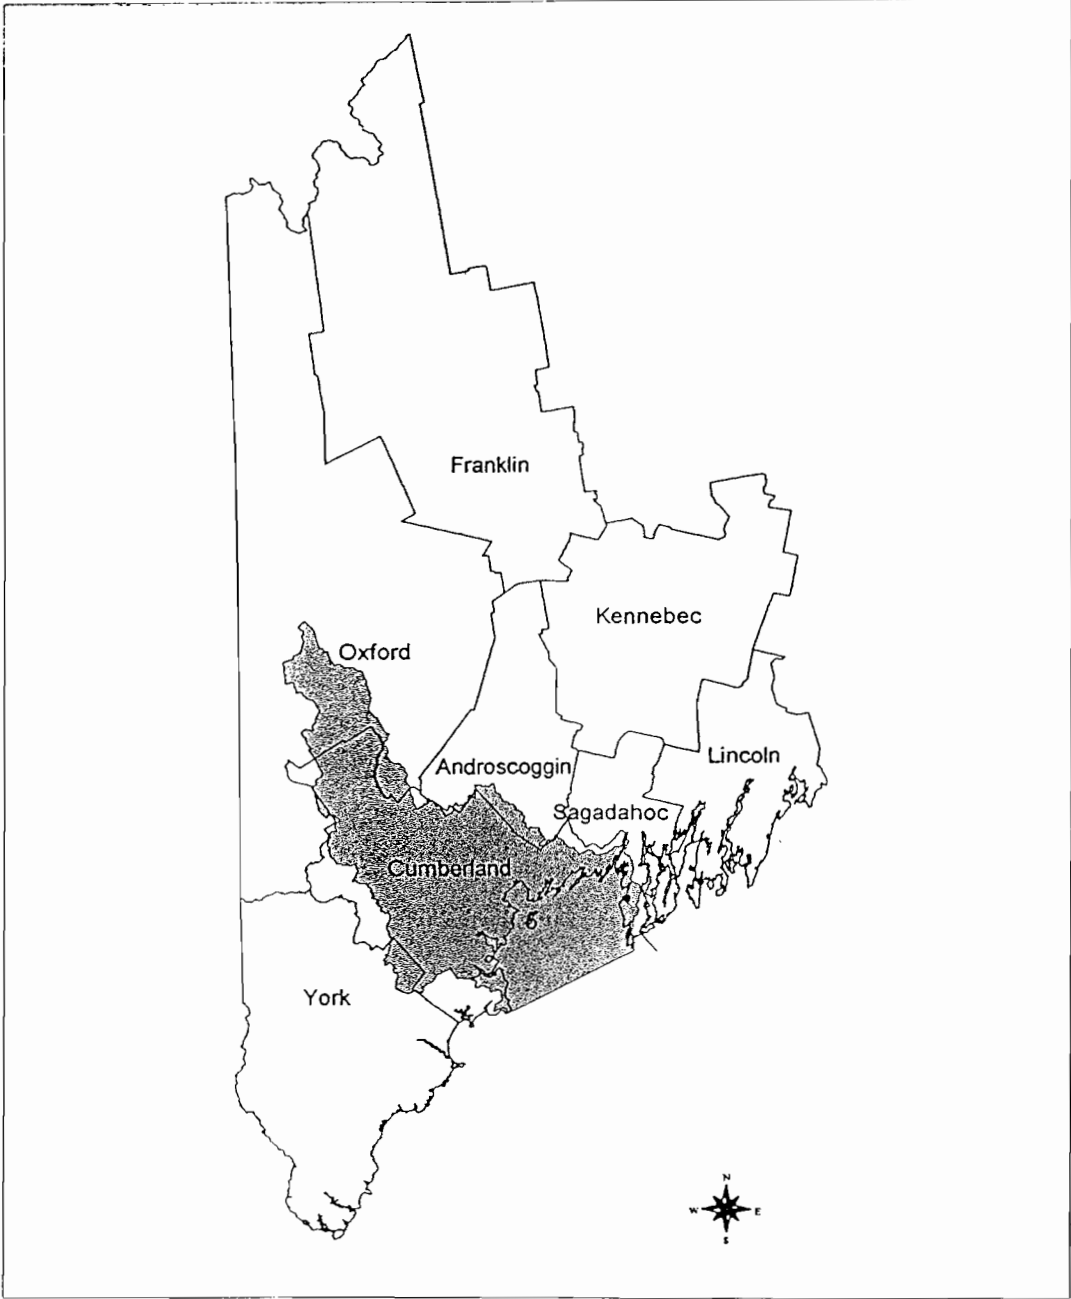 Franklin
Kennebec
Oxford
Lincoln
Androscoggin
Sagadahoc
Cumberland
York
N
W E
S